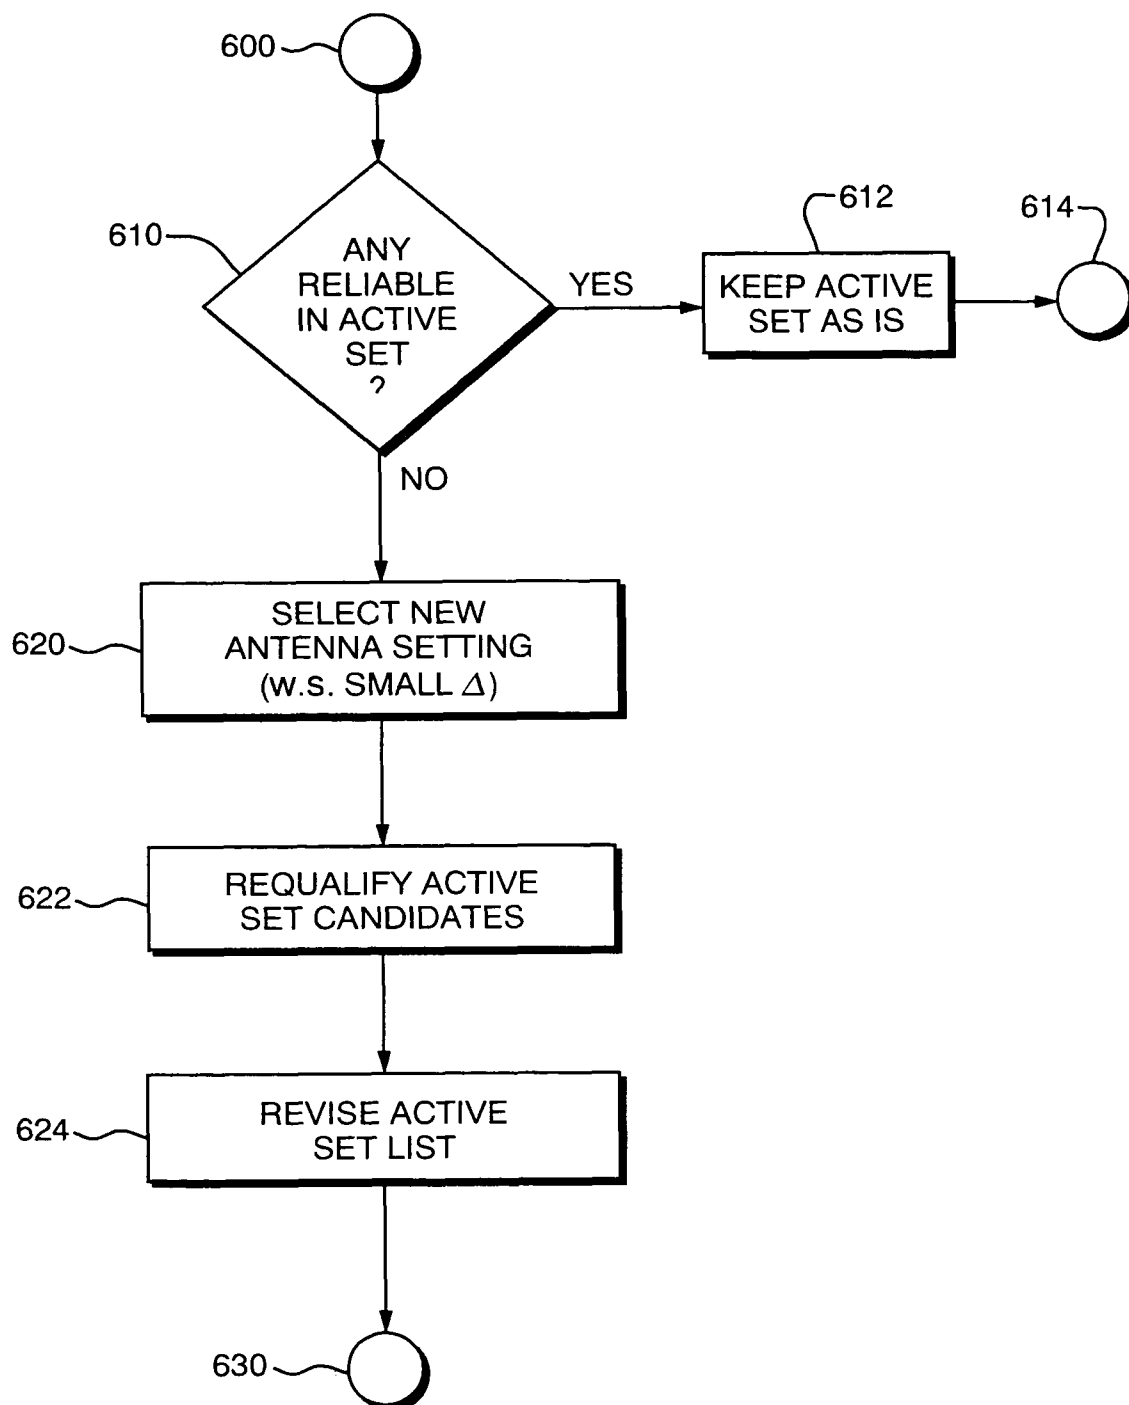 600
610
ANY
RELIABLE
IN ACTIVE
SET
?
YES
612
KEEP ACTIVE
SET AS IS
614
NO
620
SELECT NEW
ANTENNA SETTING
(w.s. SMALL Δ)
622
REQUALIFY ACTIVE
SET CANDIDATES
624
REVISE ACTIVE
SET LIST
630